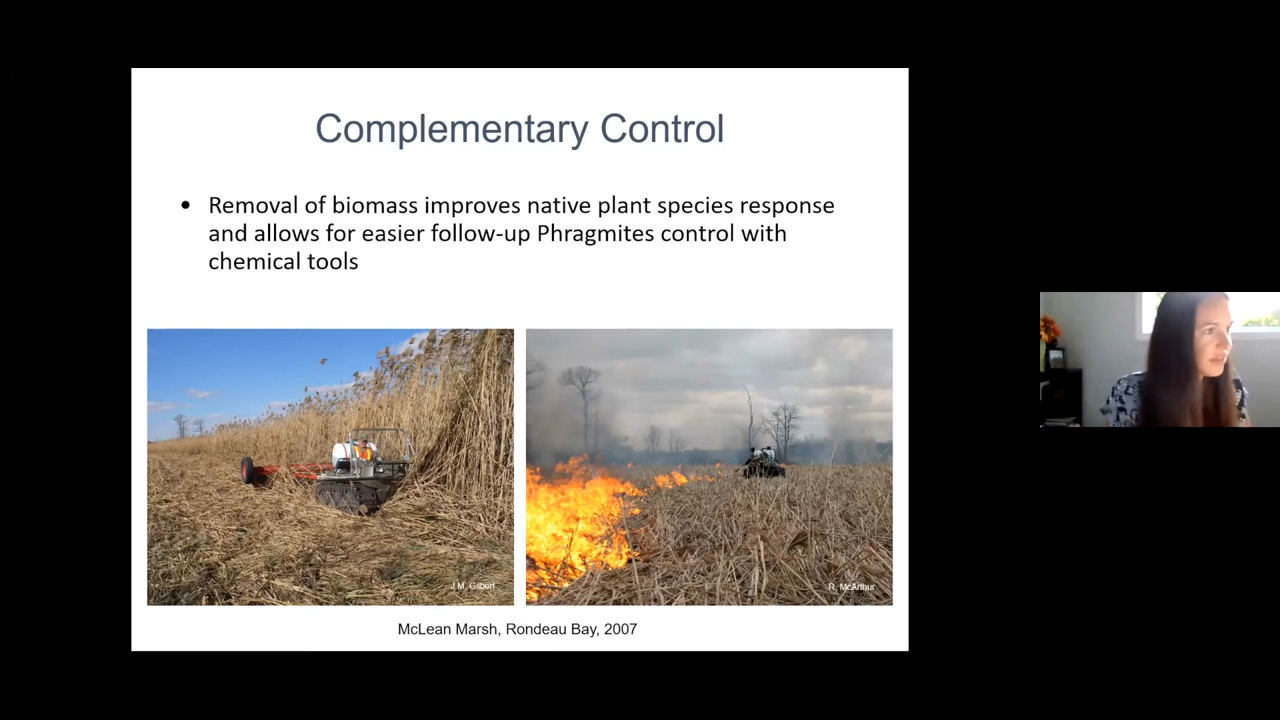 Complementary Control
• Removal of biomass improves native plant species response
and allows for easier follow-up Phragmites control with
chemical tools
J.M. Gilbert
R. McArthur
McLean Marsh, Rondeau Bay, 2007